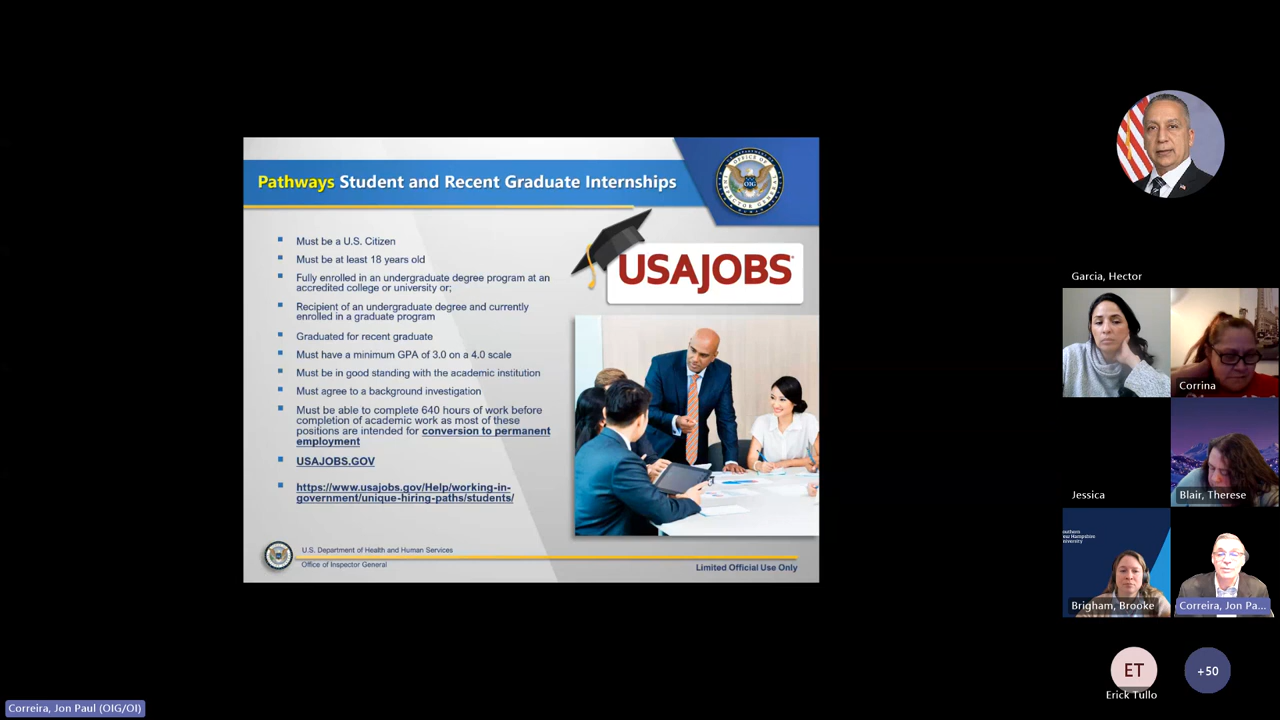 Pathways Student and Recent Graduate Internships
OFFICE OF
INSPECTOR GENERAL
OIG
Must be a U.S. Citizen
Must be at least 18 years old
Fully enrolled in an undergraduate degree program at an
accredited college or university or;
Recipient of an undergraduate degree and currently
enrolled in a graduate program
Graduated for recent graduate
Must have a minimum GPA of 3.0 on a 4.0 scale
Must be in good standing with the academic institution
Must agree to a background investigation
Must be able to complete 640 hours of work before
completion of academic work as most of these
positions are intended for conversion to permanent
employment
USAJOBS.GOV
https://www.usajobs.gov/Help/working-in-
government/unique-hiring-paths/students/
USAJOBS
U.S. Department of Health and Human Services
Office of Inspector General
Limited Official Use Only
Garcia, Hector
Corrina
Jessica
Blair, Therese
Hampshire
Brigham, Brooke
Correira, Jon Pa...
ET
Erick Tullo
+50
Correira, Jon Paul (OIG/OI)